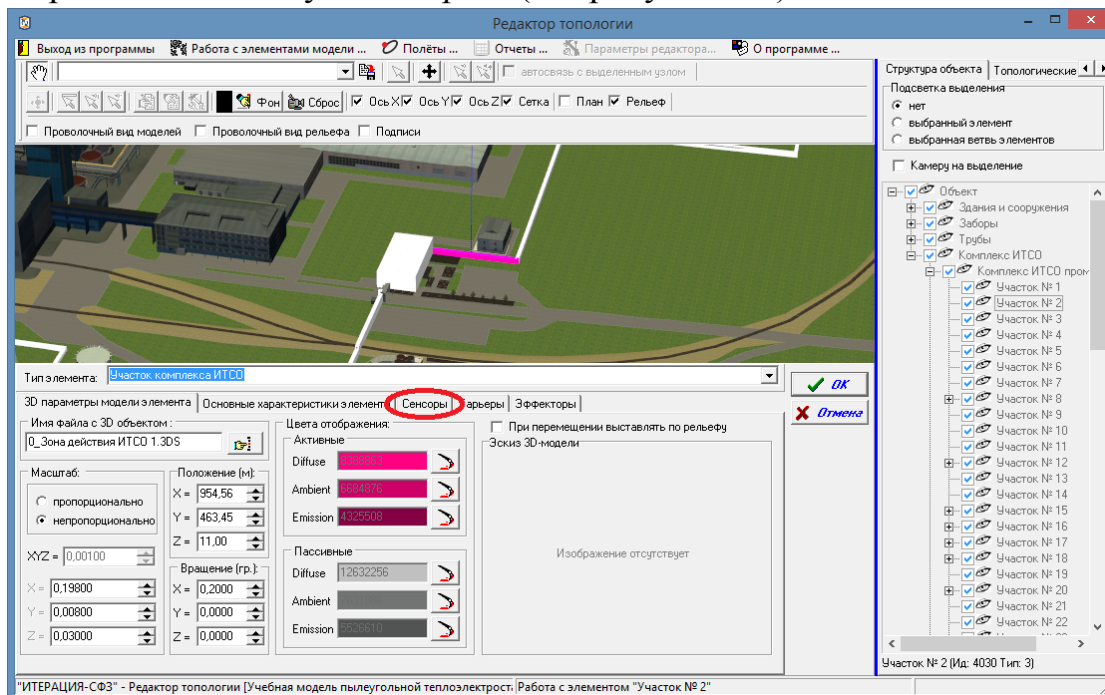 Редактор топологии
Выход из программы Работа с элементами модели ... Полёты ... Отчеты ... Параметры редактора... О программе ...
автосвязь с выделенным узлом
Фон Сброс Ось X Ось Y Ось Z Сетка План Рельеф
Проволочный вид моделей Проволочный вид рельефа Подписи
Структура объекта Топологические
Подсветка выделения
нет
выбранный элемент
выбранная ветвь элементов
Камеру на выделение
Объект
Здания и сооружения
Заборы
Трубы
Комплекс ИТСО
Комплекс ИТСО пром
Участок № 1
Участок № 2
Участок № 3
Участок № 4
Участок № 5
Участок № 6
Участок № 7
Участок № 8
Участок № 9
Участок № 10
Участок № 11
Участок № 12
Участок № 13
Участок № 14
Участок № 15
Участок № 16
Участок № 17
Участок № 18
Участок № 19
Участок № 20
Участок № 21
Участок № 22
Участок № 2 (Ид: 4030 Тип: 3)
Тип элемента: Участок комплекса ИТСО
OK
Отмена
3D параметры модели элемента Основные характеристики элемента Сенсоры Барьеры Эффекторы
Имя файла с 3D объектом :
0_Зона действия ИТСО 1.3DS
Масштаб:
пропорционально
непропорционально
XYZ = 0,00100
X = 0,19800
Y = 0,00800
Z = 0,03000
Положение (м):
X = 954,56
Y = 463,45
Z = 11,00
Вращение (гр.):
X = 0,2000
Y = 0,0000
Z = 0,0000
Цвета отображения:
Активные
Diffuse
Ambient 6684876
Emission 4325508
Пассивные
Diffuse 12632256
Ambient
Emission 5526610
При перемещении выставлять по рельефу
Эскиз 3D-модели
Изображение отсутствует
"ИТЕРАЦИЯ-СФЗ" - Редактор топологии [Учебная модель пылеугольной теплоэлектрост Работа с элементом "Участок № 2"